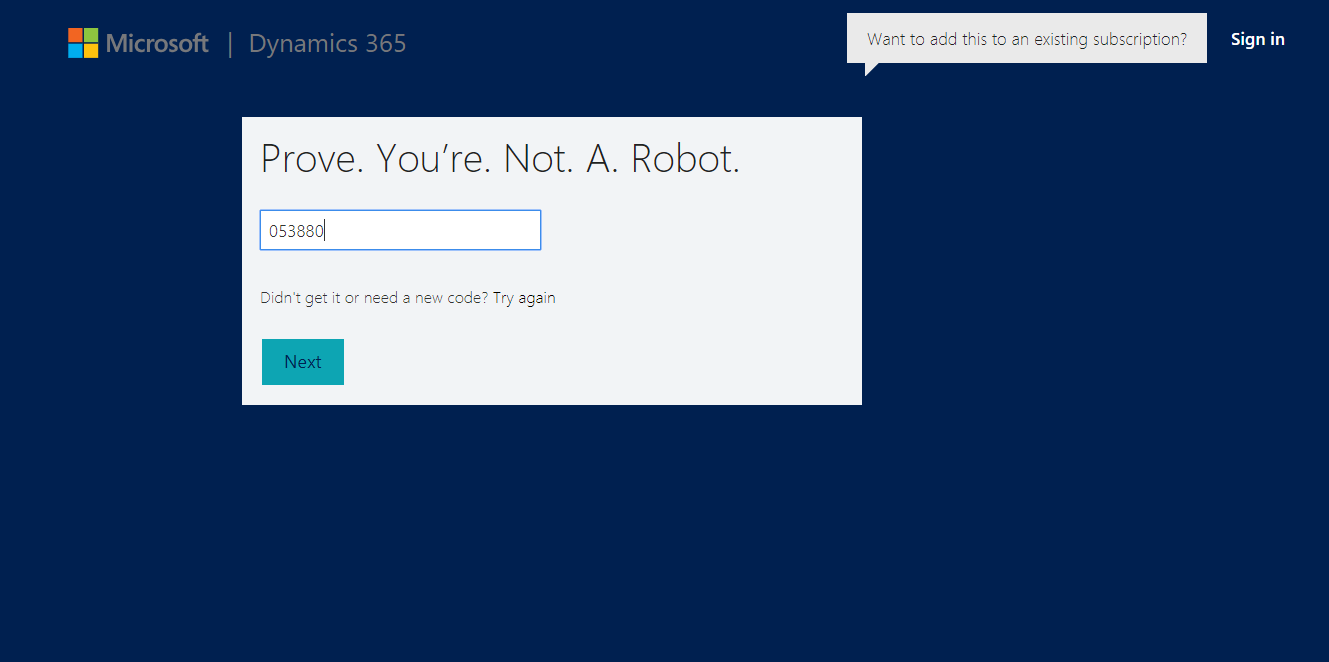 Microsoft | Dynamics 365
Want to add this to an existing subscription?
Sign in
Prove. You’re. Not. A. Robot.
053880
Didn't get it or need a new code? Try again
Next